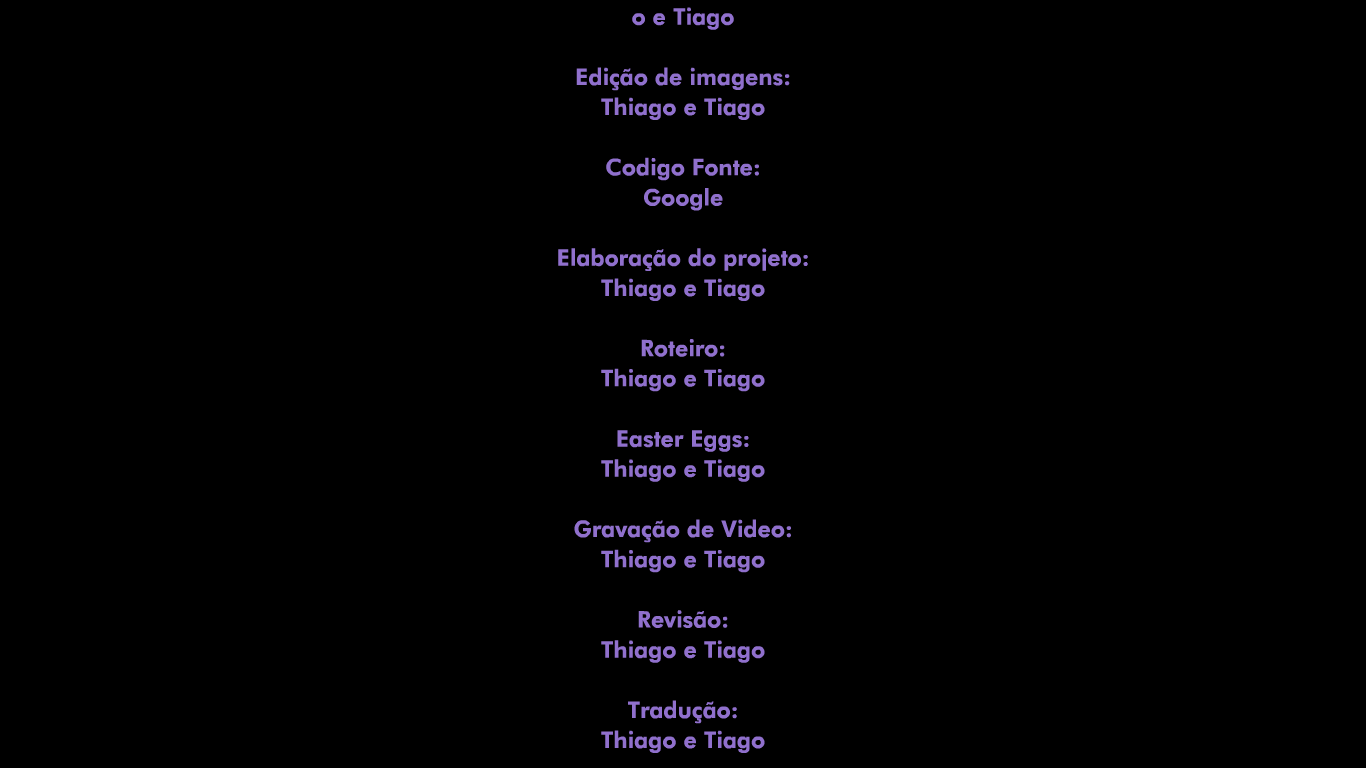 o e Tiago
Edição de imagens:
Thiago e Tiago
Codigo Fonte:
Google
Elaboração do projeto:
Thiago e Tiago
Roteiro:
Thiago e Tiago
Easter Eggs:
Thiago e Tiago
Gravação de Video:
Thiago e Tiago
Revisão:
Thiago e Tiago
Tradução:
Thiago e Tiago